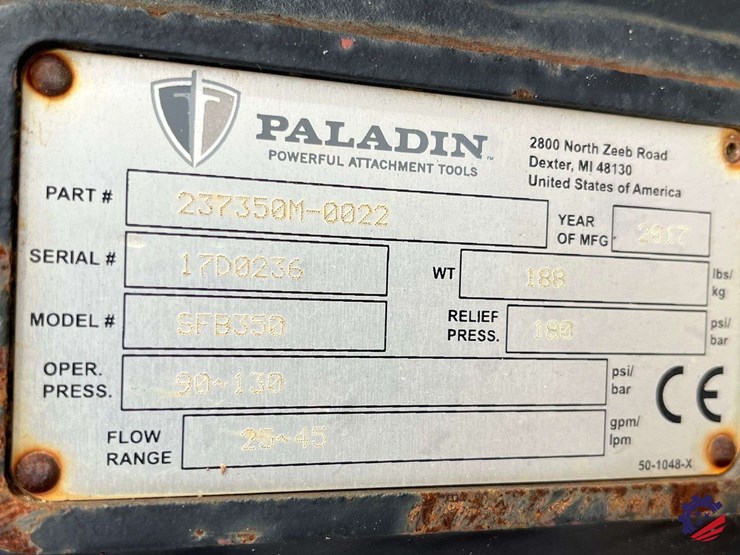 PALADIN™
POWERFUL ATTACHMENT TOOLS
2800 North Zeeb Road
Dexter, MI 48130
United States of America
PART # 237350M-0022
YEAR OF MFG 2017
SERIAL # 17D0236
WT 188 lbs/ kg
MODEL # SFB350
RELIEF PRESS. 180 psi/ bar
OPER. PRESS. 90~130 psi/ bar
FLOW RANGE 25~45 gpm/ lpm
CE
50-1048-X